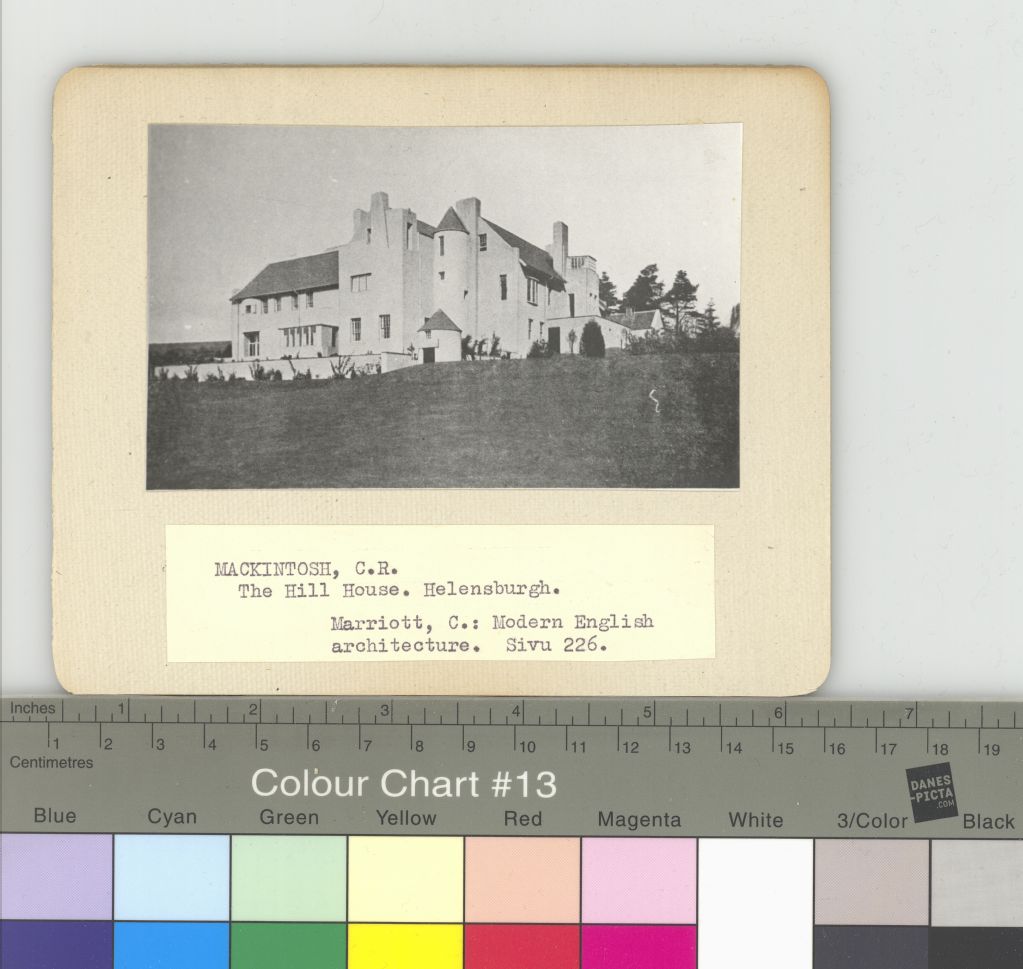 MACKINTOSH, C.R.
The Hill House. Helensburgh.
Marriott, C.: Modern English
architecture. Sivu 226.
Inches 1 2 3 4 5 6 7
1 2 3 4 5 6 7 8 9 10 11 12 13 14 15 16 17 18 19
Centimetres
Colour Chart #13
DANES
-PICTA
.COM
Blue Cyan Green Yellow Red Magenta White 3/Color Black